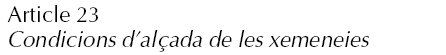 Article 23
Condicions d’alçada de les xemeneies